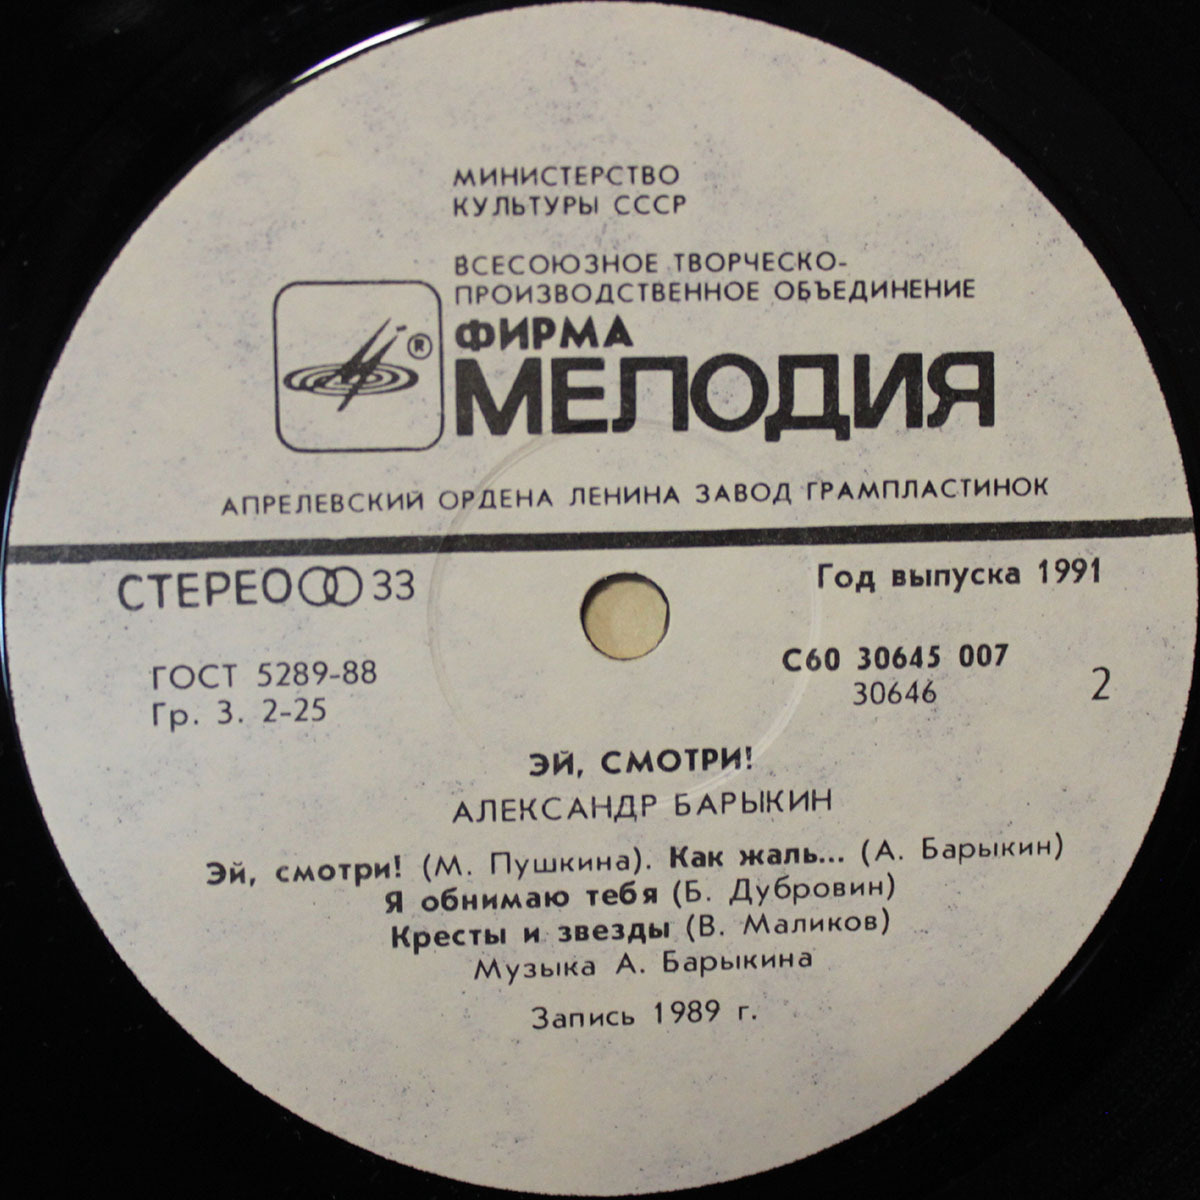 МИНИСТЕРСТВО
КУЛЬТУРЫ СССР
ВСЕСОЮЗНОЕ ТВОРЧЕСКО-
ПРОИЗВОДСТВЕННОЕ ОБЪЕДИНЕНИЕ
®
ФИРМА
МЕЛОДИЯ
АПРЕЛЕВСКИЙ ОРДЕНА ЛЕНИНА ЗАВОД ГРАМПЛАСТИНОК
СТЕРЕО 33
Год выпуска 1991
ГОСТ 5289-88
Гр. 3. 2-25
С60 30645 007
30646
2
ЭЙ, СМОТРИ!
АЛЕКСАНДР БАРЫКИН
Эй, смотри! (М. Пушкина). Как жаль... (А. Барыкин)
Я обнимаю тебя (Б. Дубровин)
Кресты и звезды (В. Маликов)
Музыка А. Барыкина
Запись 1989 г.